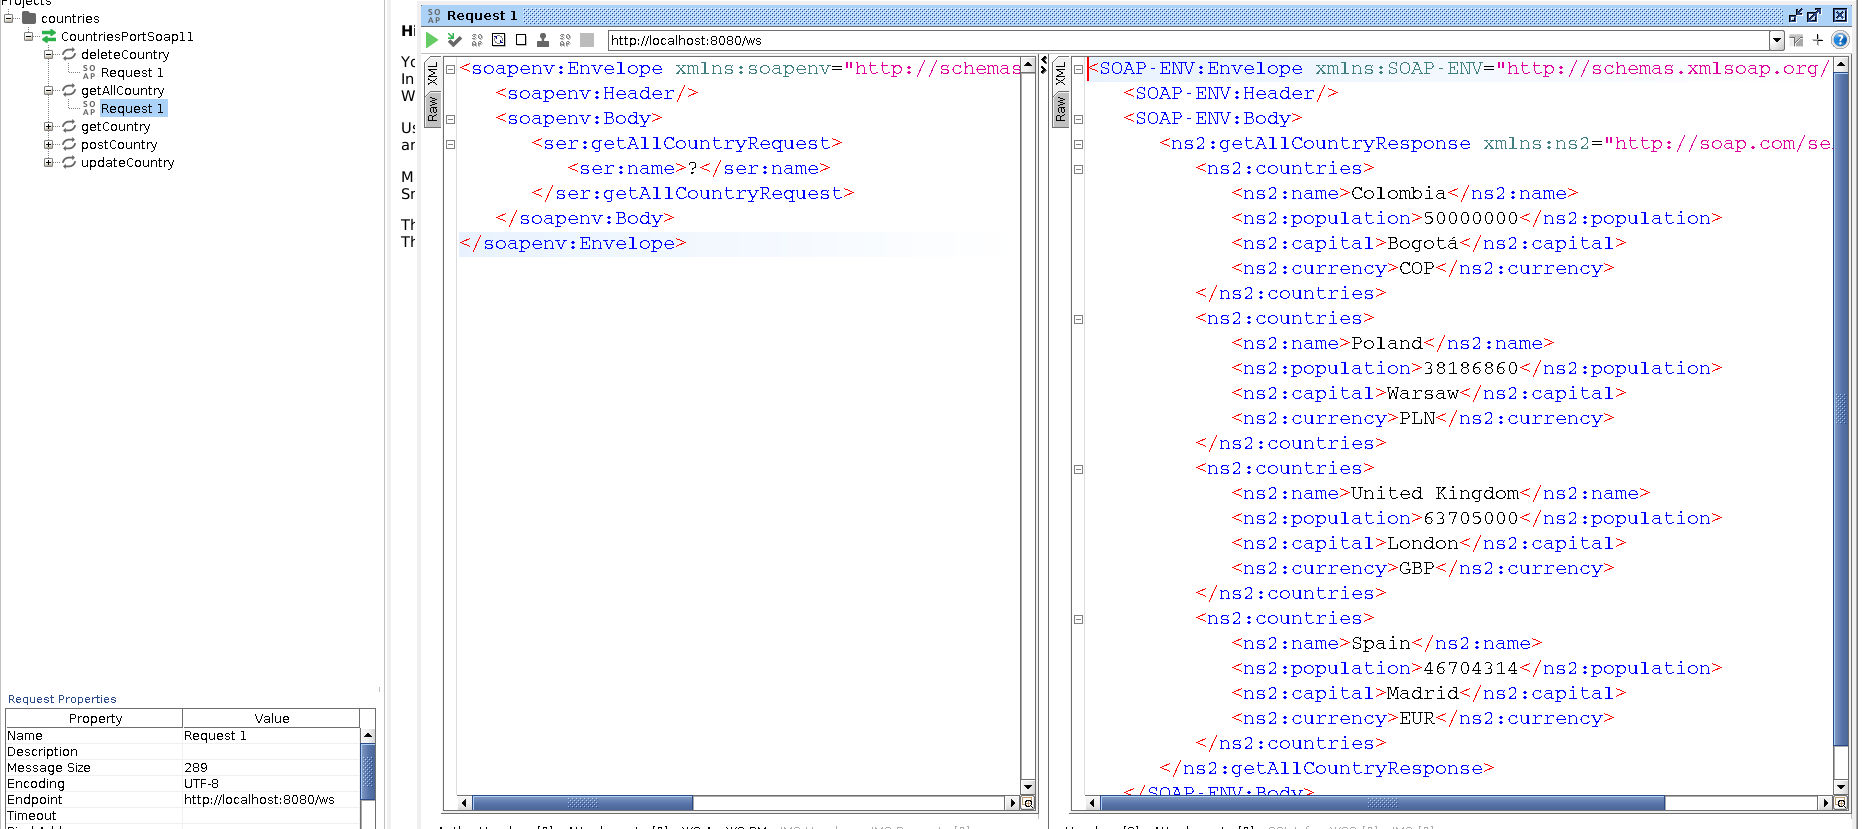 Projects
countries
CountriesPortSoap11
deleteCountry
SOAP Request 1
getAllCountry
SOAP Request 1
getCountry
postCountry
updateCountry
Request Properties
Property Value
Name Request 1
Description
Message Size 289
Encoding UTF-8
Endpoint http://localhost:8080/ws
Timeout
Hi
Yo
In
W
Us
ar
M
Sr
Th
Th
SOAP Request 1
http://localhost:8080/ws
XML
Raw
<soapenv:Envelope xmlns:soapenv="http://schemas
<soapenv:Header/>
<soapenv:Body>
<ser:getAllCountryRequest>
<ser:name>?</ser:name>
</ser:getAllCountryRequest>
</soapenv:Body>
</soapenv:Envelope>
XML
Raw
<SOAP-ENV:Envelope xmlns:SOAP-ENV="http://schemas.xmlsoap.org/
<SOAP-ENV:Header/>
<SOAP-ENV:Body>
<ns2:getAllCountryResponse xmlns:ns2="http://soap.com/se
<ns2:countries>
<ns2:name>Colombia</ns2:name>
<ns2:population>50000000</ns2:population>
<ns2:capital>Bogotá</ns2:capital>
<ns2:currency>COP</ns2:currency>
</ns2:countries>
<ns2:countries>
<ns2:name>Poland</ns2:name>
<ns2:population>38186860</ns2:population>
<ns2:capital>Warsaw</ns2:capital>
<ns2:currency>PLN</ns2:currency>
</ns2:countries>
<ns2:countries>
<ns2:name>United Kingdom</ns2:name>
<ns2:population>63705000</ns2:population>
<ns2:capital>London</ns2:capital>
<ns2:currency>GBP</ns2:currency>
</ns2:countries>
<ns2:countries>
<ns2:name>Spain</ns2:name>
<ns2:population>46704314</ns2:population>
<ns2:capital>Madrid</ns2:capital>
<ns2:currency>EUR</ns2:currency>
</ns2:countries>
</ns2:getAllCountryResponse>
</SOAP-ENV:Body>